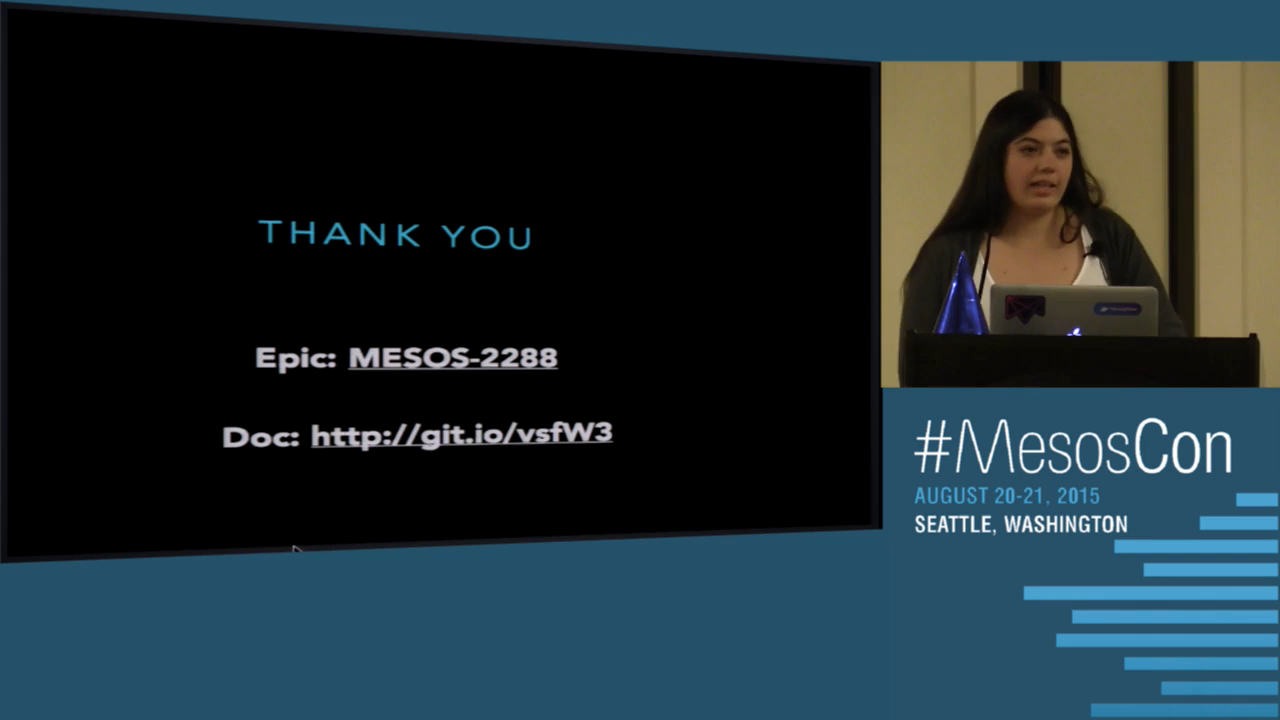 THANK YOU
Epic: MESOS-2288
Doc: http://git.io/vsfW3
#MesosCon
AUGUST 20-21, 2015
SEATTLE, WASHINGTON